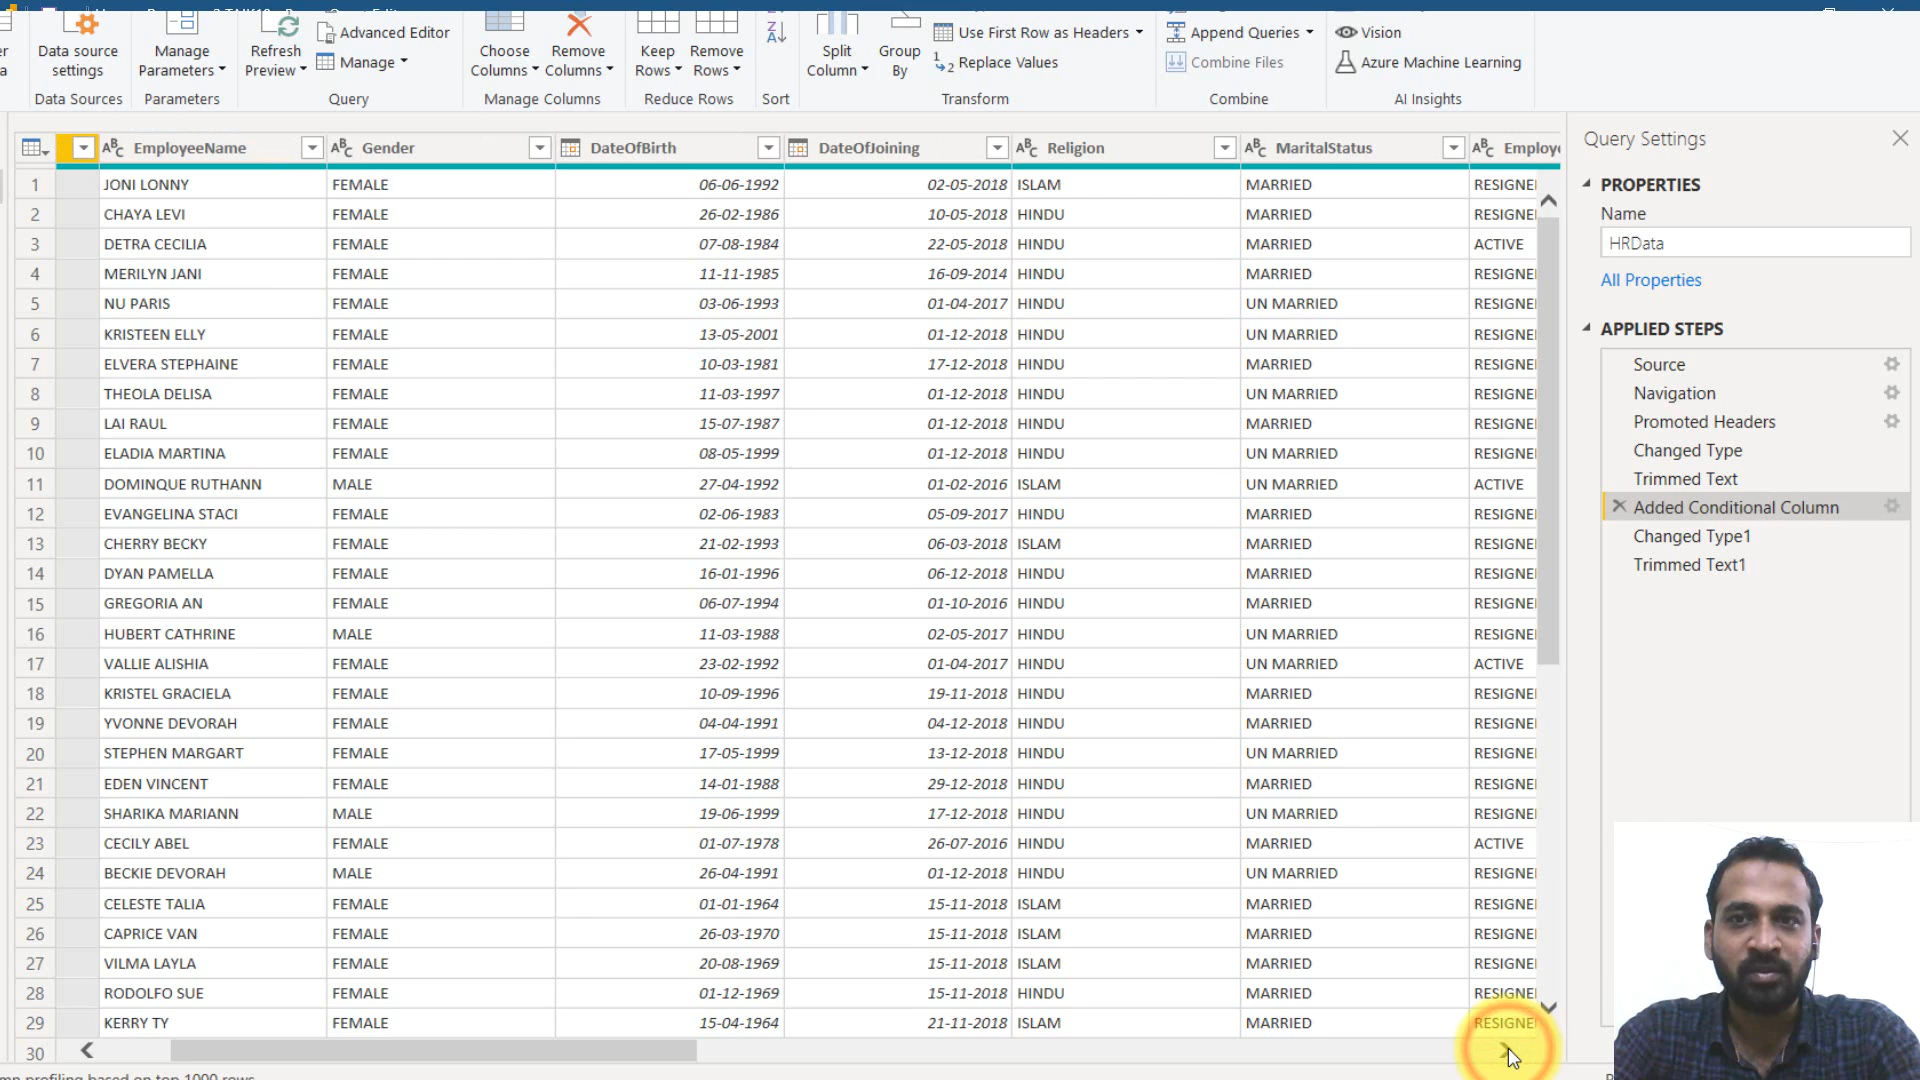 Data source settings
Data Sources
Manage Parameters
Parameters
Refresh Preview
Advanced Editor
Manage
Query
Choose Columns
Remove Columns
Manage Columns
Keep Rows
Remove Rows
Reduce Rows
Sort
Split Column
Group By
Use First Row as Headers
Replace Values
Transform
Append Queries
Combine Files
Combine
Vision
Azure Machine Learning
AI Insights
EmployeeName Gender DateOfBirth DateOfJoining Religion MaritalStatus
1 JONI LONNY FEMALE 06-06-1992 02-05-2018 ISLAM MARRIED
2 CHAYA LEVI FEMALE 26-02-1986 10-05-2018 HINDU MARRIED
3 DETRA CECILIA FEMALE 07-08-1984 22-05-2018 HINDU MARRIED ACTIVE
4 MERILYN JANI FEMALE 11-11-1985 16-09-2014 HINDU MARRIED
5 NU PARIS FEMALE 03-06-1993 01-04-2017 HINDU UN MARRIED
6 KRISTEEN ELLY FEMALE 13-05-2001 01-12-2018 HINDU UN MARRIED
7 ELVERA STEPHAINE FEMALE 10-03-1981 17-12-2018 HINDU MARRIED
8 THEOLA DELISA FEMALE 11-03-1997 01-12-2018 HINDU UN MARRIED
9 LAI RAUL FEMALE 15-07-1987 01-12-2018 HINDU MARRIED
10 ELADIA MARTINA FEMALE 08-05-1999 01-12-2018 HINDU UN MARRIED
11 DOMINQUE RUTHANN MALE 27-04-1992 01-02-2016 ISLAM UN MARRIED ACTIVE
12 EVANGELINA STACI FEMALE 02-06-1983 05-09-2017 HINDU MARRIED
13 CHERRY BECKY FEMALE 21-02-1993 06-03-2018 ISLAM MARRIED
14 DYAN PAMELLA FEMALE 16-01-1996 06-12-2018 HINDU MARRIED
15 GREGORIA AN FEMALE 06-07-1994 01-10-2016 HINDU MARRIED
16 HUBERT CATHRINE MALE 11-03-1988 02-05-2017 HINDU UN MARRIED
17 VALLIE ALISHIA FEMALE 23-02-1992 01-04-2017 HINDU UN MARRIED ACTIVE
18 KRISTEL GRACIELA FEMALE 10-09-1996 19-11-2018 HINDU MARRIED
19 YVONNE DEVORAH FEMALE 04-04-1991 04-12-2018 HINDU MARRIED
20 STEPHEN MARGART FEMALE 17-05-1999 13-12-2018 HINDU UN MARRIED
21 EDEN VINCENT FEMALE 14-01-1988 29-12-2018 HINDU MARRIED
22 SHARIKA MARIANN MALE 19-06-1999 17-12-2018 HINDU UN MARRIED
23 CECILY ABEL FEMALE 01-07-1978 26-07-2016 HINDU MARRIED ACTIVE
24 BECKIE DEVORAH MALE 26-04-1991 01-12-2018 HINDU UN MARRIED
25 CELESTE TALIA FEMALE 01-01-1964 15-11-2018 ISLAM MARRIED
26 CAPRICE VAN FEMALE 26-03-1970 15-11-2018 ISLAM MARRIED
27 VILMA LAYLA FEMALE 20-08-1969 15-11-2018 ISLAM MARRIED
28 RODOLFO SUE FEMALE 01-12-1969 15-11-2018 HINDU MARRIED
29 KERRY TY FEMALE 15-04-1964 21-11-2018 ISLAM MARRIED
30
Query Settings
PROPERTIES
Name
HRData
All Properties
APPLIED STEPS
Source
Navigation
Promoted Headers
Changed Type
Trimmed Text
Added Conditional Column
Changed Type1
Trimmed Text1